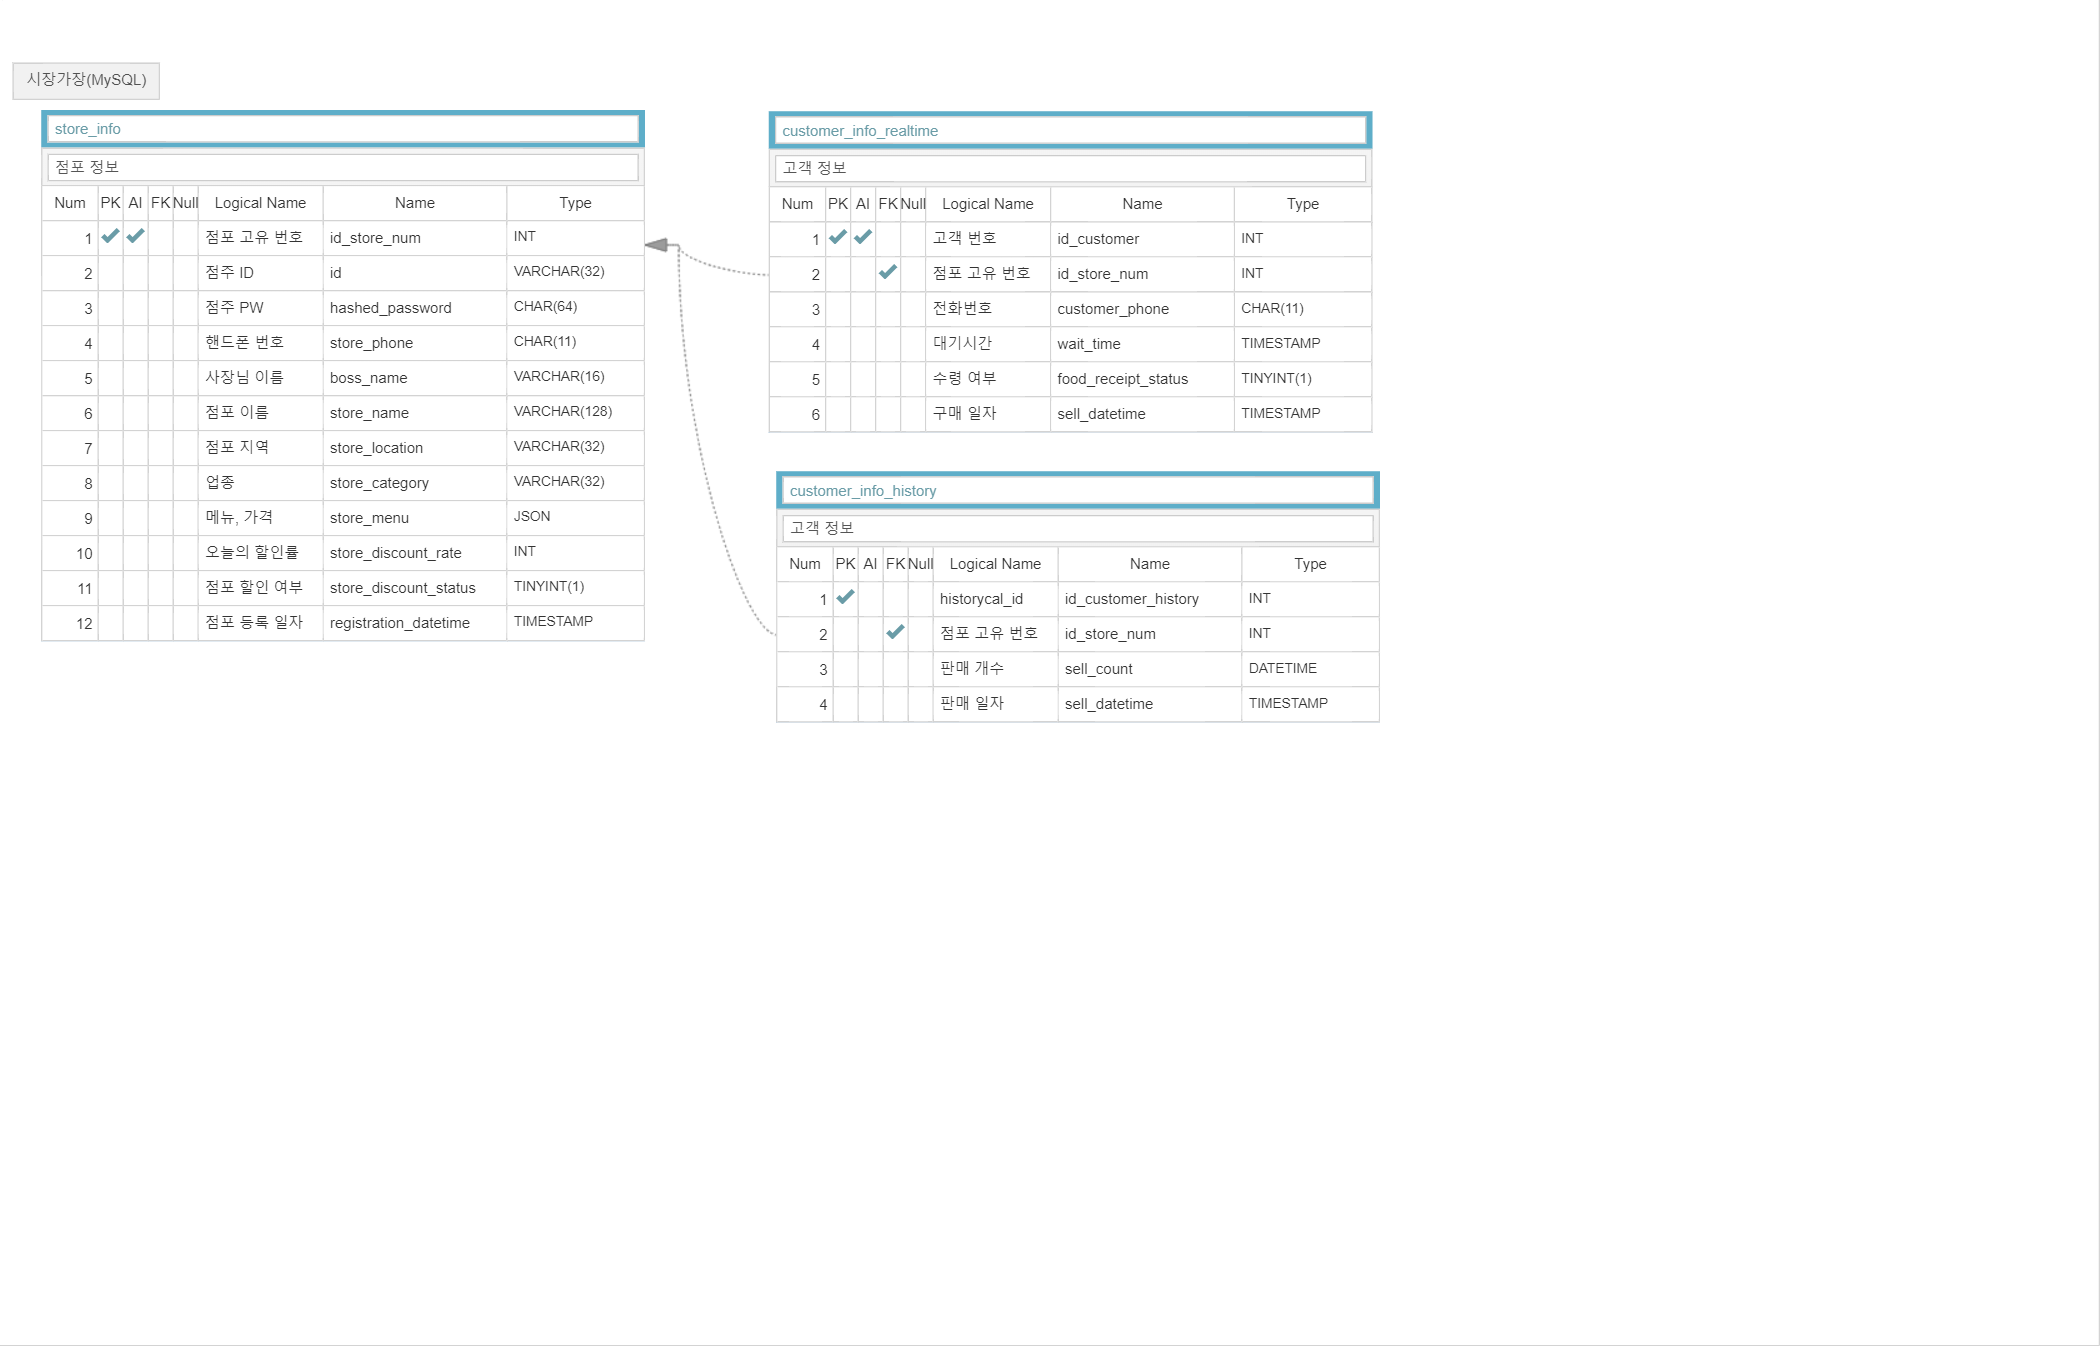 시장가장(MySQL)
store_info
점포 정보
Num PK AI FK Null Logical Name Name Type
1 점포 고유 번호 id_store_num INT
2 점주 ID id VARCHAR(32)
3 점주 PW hashed_password CHAR(64)
4 핸드폰 번호 store_phone CHAR(11)
5 사장님 이름 boss_name VARCHAR(16)
6 점포 이름 store_name VARCHAR(128)
7 점포 지역 store_location VARCHAR(32)
8 업종 store_category VARCHAR(32)
9 메뉴, 가격 store_menu JSON
10 오늘의 할인률 store_discount_rate INT
11 점포 할인 여부 store_discount_status TINYINT(1)
12 점포 등록 일자 registration_datetime TIMESTAMP
customer_info_realtime
고객 정보
Num PK AI FK Null Logical Name Name Type
1 고객 번호 id_customer INT
2 점포 고유 번호 id_store_num INT
3 전화번호 customer_phone CHAR(11)
4 대기시간 wait_time TIMESTAMP
5 수령 여부 food_receipt_status TINYINT(1)
6 구매 일자 sell_datetime TIMESTAMP
customer_info_history
고객 정보
Num PK AI FK Null Logical Name Name Type
1 historycal_id id_customer_history INT
2 점포 고유 번호 id_store_num INT
3 판매 개수 sell_count DATETIME
4 판매 일자 sell_datetime TIMESTAMP